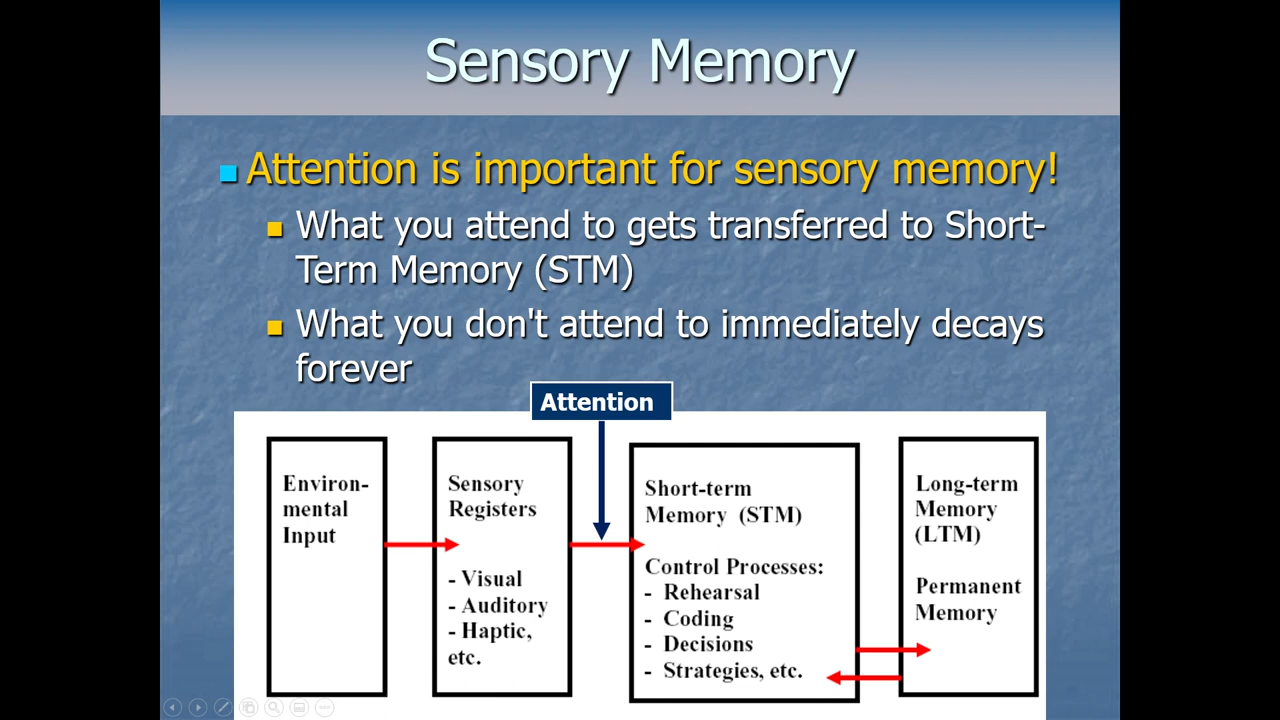 Sensory Memory
Attention is important for sensory memory!
What you attend to gets transferred to Short-
Term Memory (STM)
What you don't attend to immediately decays
forever
Attention
Environ-
mental
Input
Sensory
Registers
- Visual
- Auditory
- Haptic,
etc.
Short-term
Memory (STM)
Control Processes:
- Rehearsal
- Coding
- Decisions
- Strategies, etc.
Long-term
Memory
(LTM)
Permanent
Memory